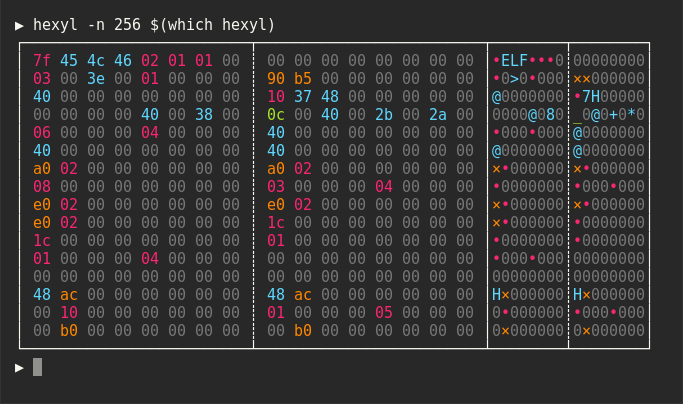 ▶ hexyl -n 256 $(which hexyl)
7f 45 4c 46 02 01 01 00 00 00 00 00 00 00 00 00 •ELF•••0 00000000
03 00 3e 00 01 00 00 00 90 b5 00 00 00 00 00 00 •0>0•000 ××000000
40 00 00 00 00 00 00 00 10 37 48 00 00 00 00 00 @0000000 •7H00000
00 00 00 00 40 00 38 00 0c 00 40 00 2b 00 2a 00 0000@080 _0@0+0*0
06 00 00 00 04 00 00 00 40 00 00 00 00 00 00 00 •000•000 @0000000
40 00 00 00 00 00 00 00 40 00 00 00 00 00 00 00 @0000000 @0000000
a0 02 00 00 00 00 00 00 a0 02 00 00 00 00 00 00 ×•000000 ×•000000
08 00 00 00 00 00 00 00 03 00 00 00 04 00 00 00 •0000000 •000•000
e0 02 00 00 00 00 00 00 e0 02 00 00 00 00 00 00 ×•000000 ×•000000
e0 02 00 00 00 00 00 00 1c 00 00 00 00 00 00 00 ×•000000 •0000000
1c 00 00 00 00 00 00 00 01 00 00 00 00 00 00 00 •0000000 •0000000
01 00 00 00 04 00 00 00 00 00 00 00 00 00 00 00 •000•000 00000000
00 00 00 00 00 00 00 00 00 00 00 00 00 00 00 00 00000000 00000000
48 ac 00 00 00 00 00 00 48 ac 00 00 00 00 00 00 H×000000 H×000000
00 10 00 00 00 00 00 00 01 00 00 00 05 00 00 00 0•000000 •000•000
00 b0 00 00 00 00 00 00 00 b0 00 00 00 00 00 00 0×000000 0×000000
▶